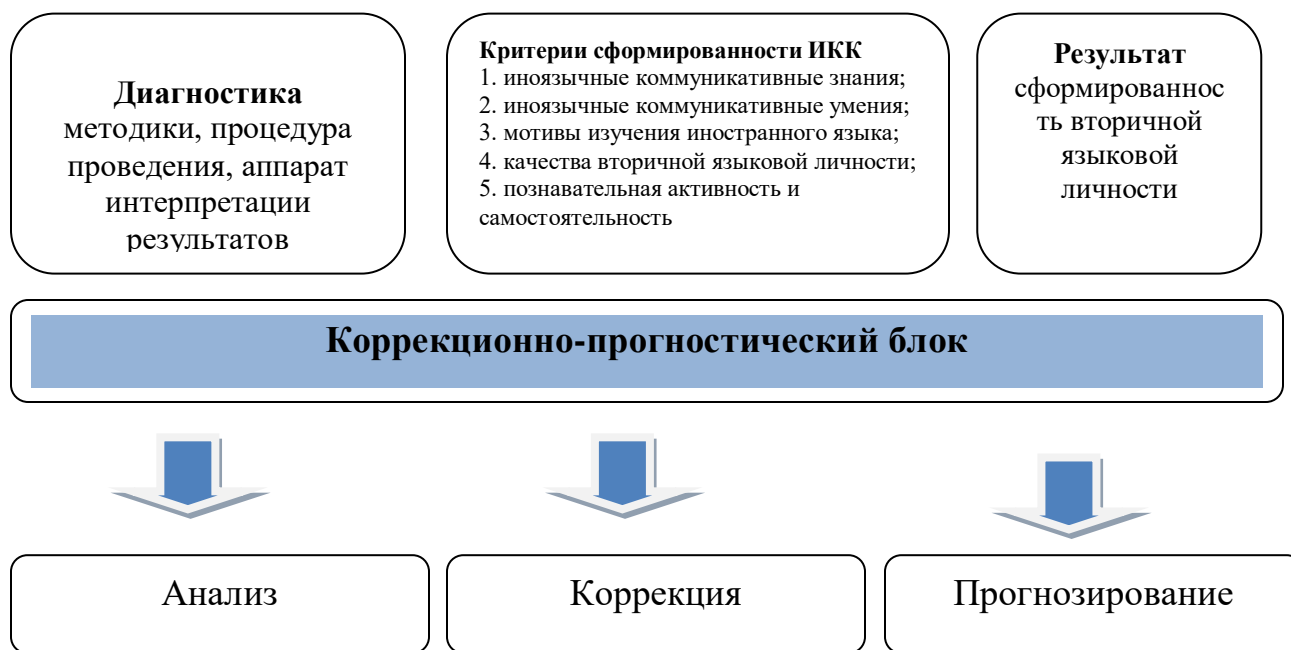 Диагностика
методики, процедура
проведения, аппарат
интерпретации
результатов
Критерии сформированности ИКК
1. иноязычные коммуникативные знания;
2. иноязычные коммуникативные умения;
3. мотивы изучения иностранного языка;
4. качества вторичной языковой личности;
5. познавательная активность и
самостоятельность
Результат
сформированнос
ть вторичной
языковой
личности
Коррекционно-прогностический блок
Анализ
Коррекция
Прогнозирование